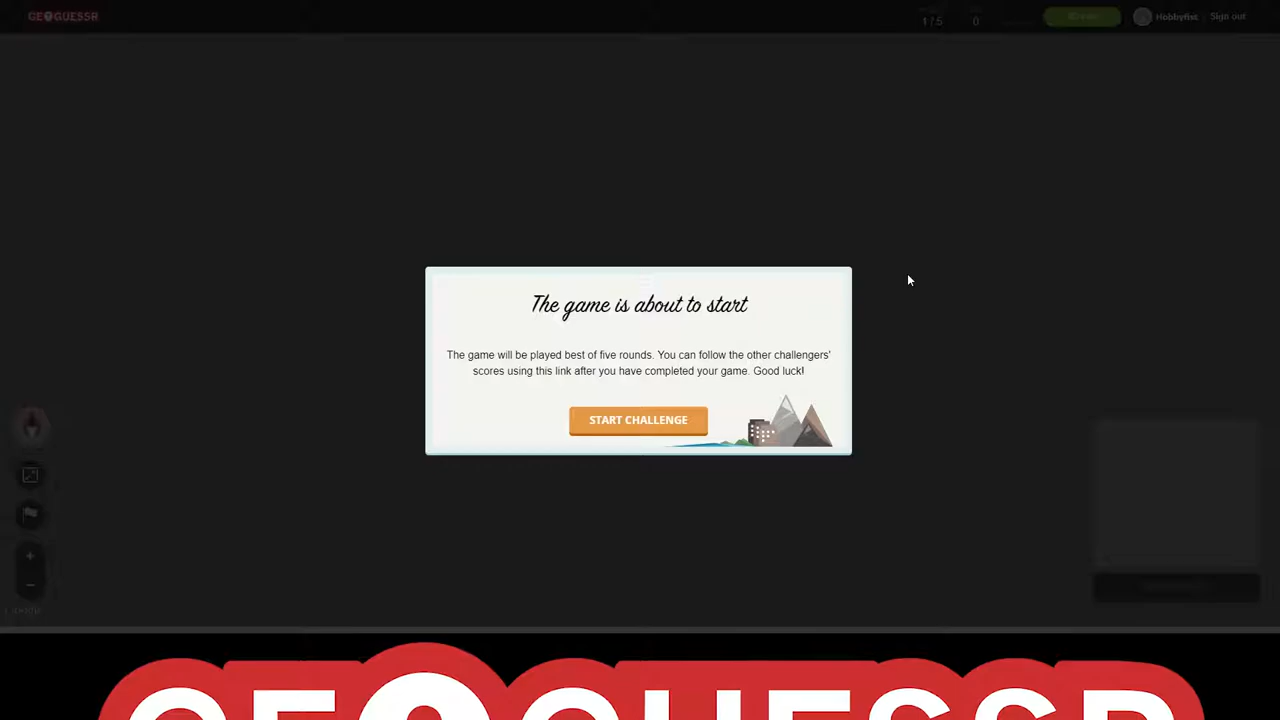 GEOGUESSR
1 / 5
0
Hobbyfist
Sign out
The game is about to start
The game will be played best of five rounds. You can follow the other challengers'
scores using this link after you have completed your game. Good luck!
START CHALLENGE
+
−
GEOGUESSR